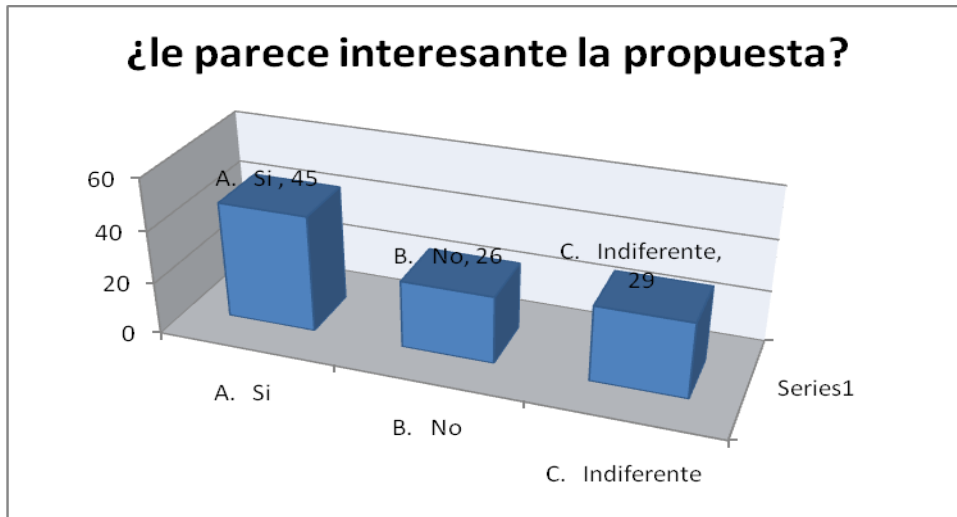 ¿le parece interesante la propuesta?
60
40
20
0
A. Si , 45
B. No, 26
C. Indiferente,
29
A. Si
B. No
C. Indiferente
Series1